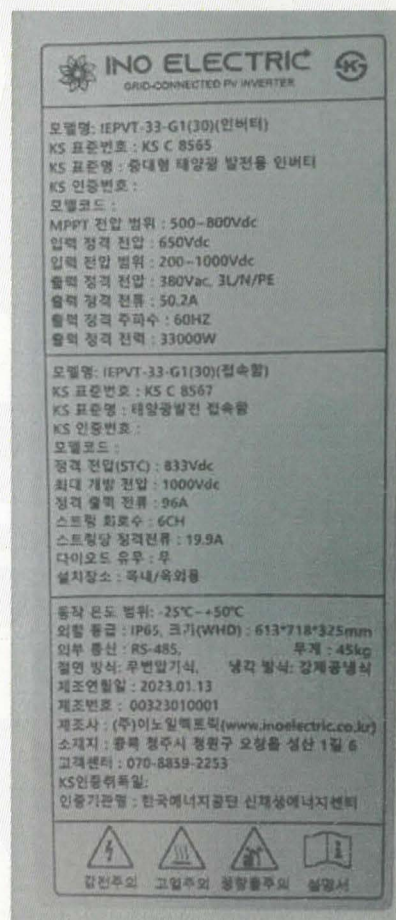 INO ELECTRIC
GRID-CONNECTED PV INVERTER
모델명: IEPVT-33-G1(30)(인버터)
KS 표준번호 : KS C 8565
KS 표준명 : 중대형 태양광 발전용 인버터
KS 인증번호 :
모델코드 :
MPPT 전압 범위 : 500~800Vdc
입력 정격 전압 : 650Vdc
입력 전압 범위 : 200~1000Vdc
출력 정격 전압 : 380Vac, 3L/N/PE
출력 정격 전류 : 50.2A
출력 정격 주파수 : 60HZ
출력 정격 전력 : 33000W
모델명: IEPVT-33-G1(30)(접속함)
KS 표준번호 : KS C 8567
KS 표준명 : 태양광발전 접속함
KS 인증번호 :
모델코드 :
정격 전압(STC) : 833Vdc
최대 개방 전압 : 1000Vdc
정격 출력 전류 : 96A
스트링 회로수 : 6CH
스트링당 정격전류 : 19.9A
다이오드 유무 : 무
설치장소 : 옥내/옥외용
동작 온도 범위: -25℃~+50℃
외함 등급 : IP65, 크기(WHD) : 613*718*325mm
외부 통신 : RS-485, 무게 : 45kg
절연 방식: 무변압기식, 냉각 방식: 강제공냉식
제조연월일 : 2023.01.13
제조번호 : 00323010001
제조사 : (주)이노일렉트릭(www.inoelectric.co.kr)
소재지 : 충북 청주시 청원구 오창읍 성산 1길 6
고객센터 : 070-8859-2253
KS인증취득일:
인증기관명 : 한국에너지공단 신재생에너지센터
감전주의 고열주의 중량물주의 설명서